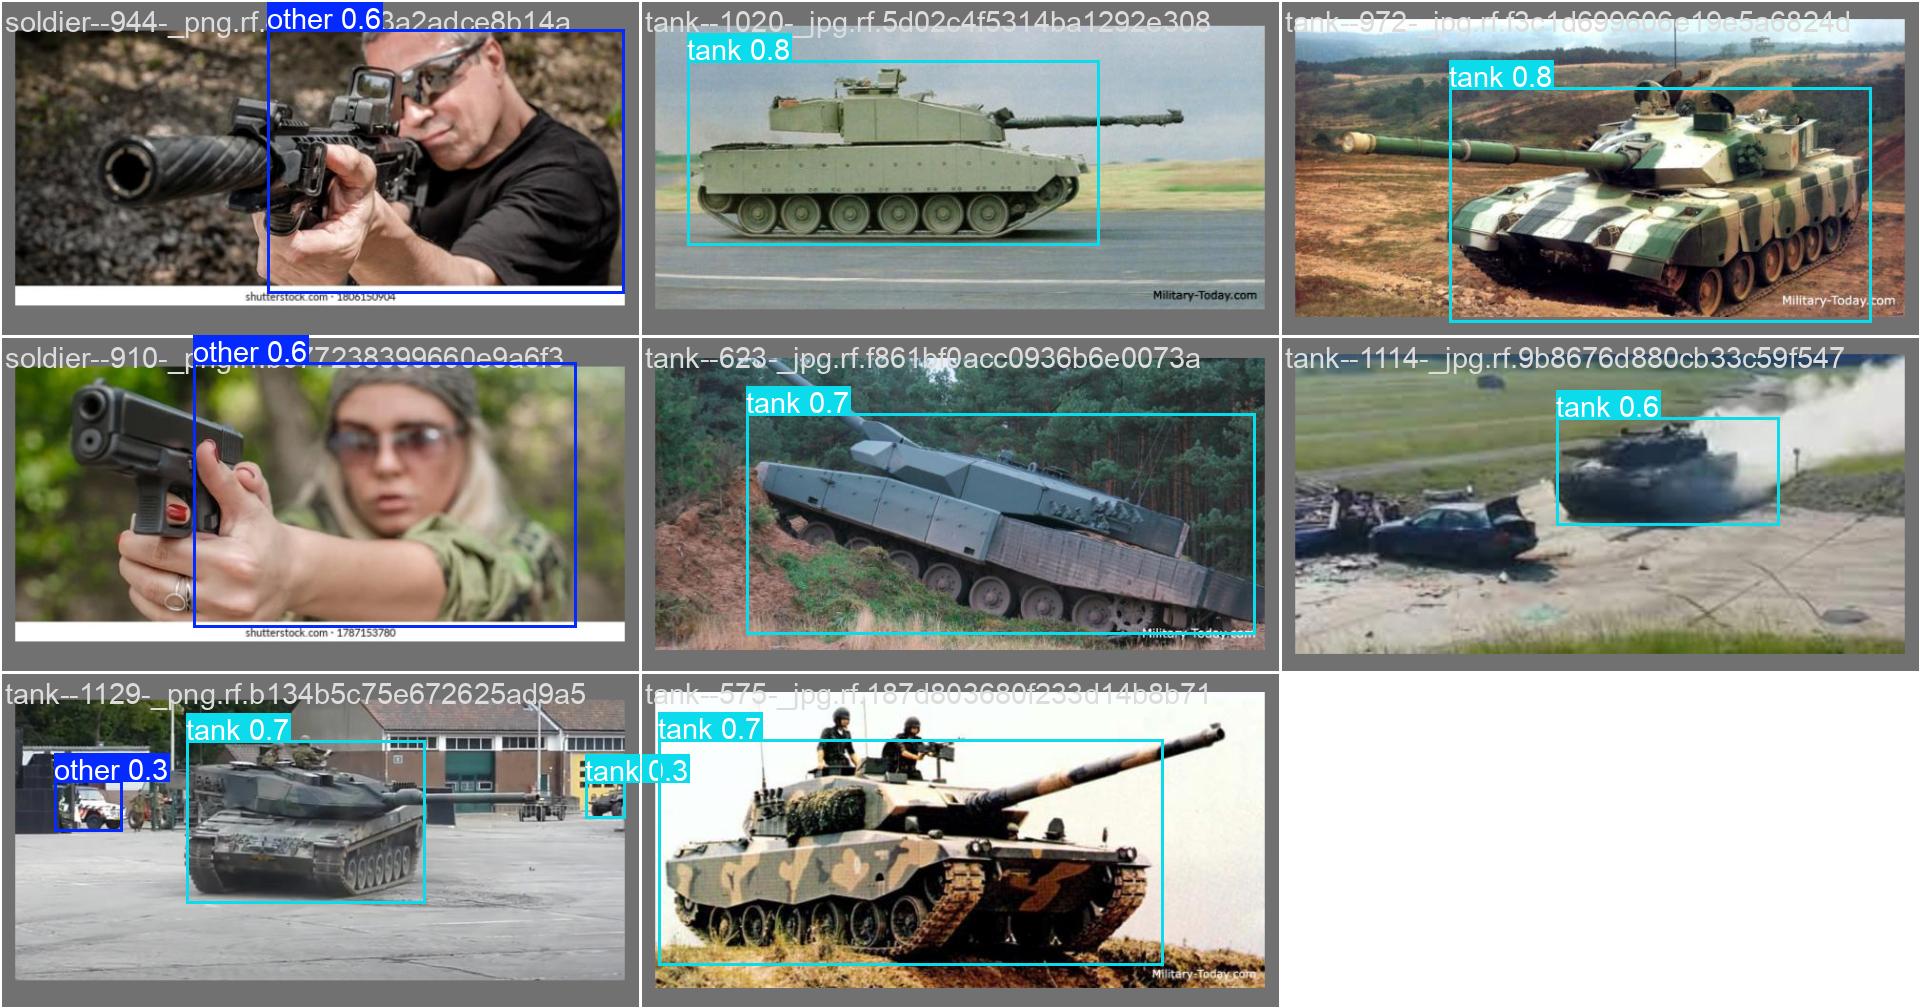 soldier--944-_png.rf.
other 0.6
3a2adce8b14a
shutterstock.com · 1806150904
tank--1020-_jpg.rf.5d02c4f5314ba1292e308
tank 0.8
Military-Today.com
tank--972-_jpg.rf.f3c1d699606e19e5a6824d
tank 0.8
Military-Today.com
soldier--910-_png.rf.
other 0.6
77238399660e9a6f3
shutterstock.com · 1787153780
tank--623-_jpg.rf.f861bf0acc0936b6e0073a
tank 0.7
Military-Today.com
tank--1114-_jpg.rf.9b8676d880cb33c59f547
tank 0.6
tank--1129-_png.rf.b134b5c75e672625ad9a5
tank 0.7
other 0.3
tank 0.3
tank--575-_jpg.rf.187d803680f233d14b8b71
tank 0.7
Military-Today.com